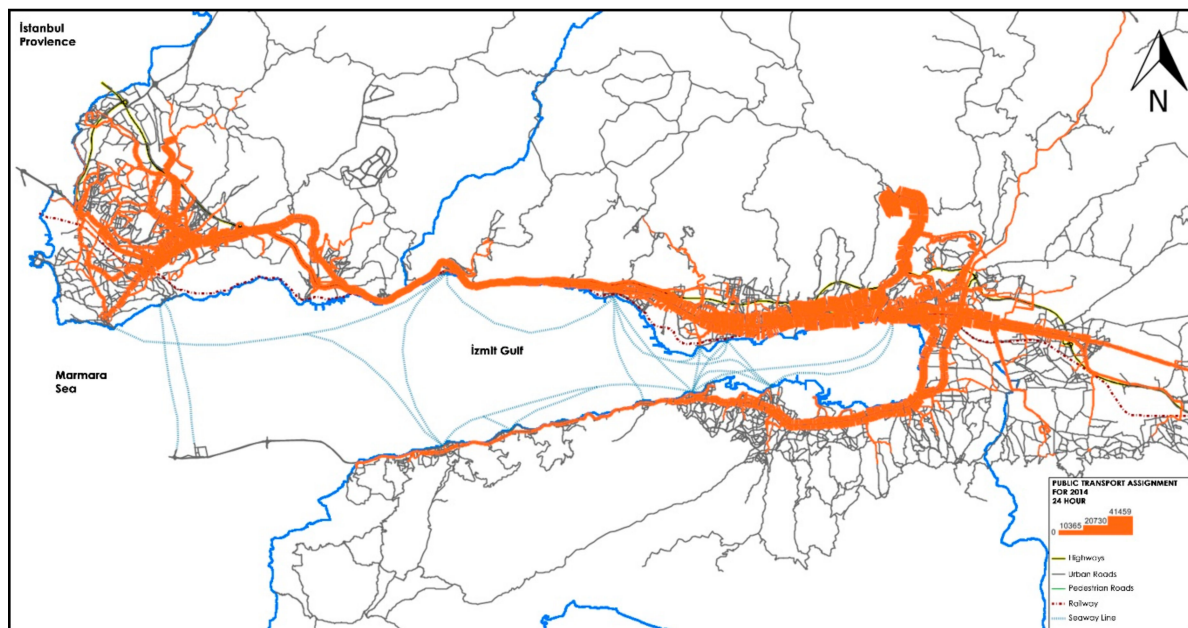 İstanbul
Provience
N
İzmit Gulf
Marmara
Sea
PUBLIC TRANSPORT ASSIGNMENT
FOR 2014
24 HOUR
0 10365 20730 41459
Highways
Urban Roads
Pedestrian Roads
Railway
Seaway Line